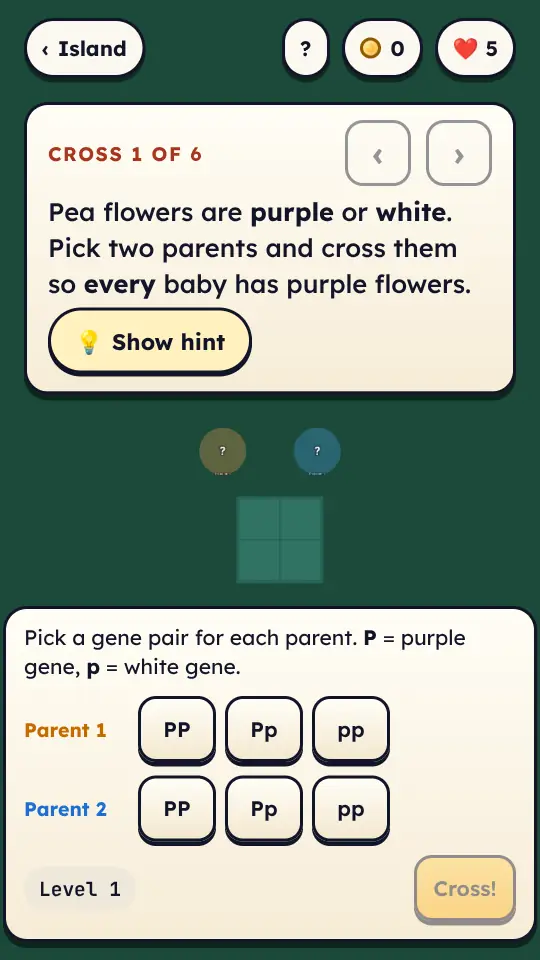 ‹ Island
?
0
5
CROSS 1 OF 6
‹
›
Pea flowers are purple or white.
Pick two parents and cross them
so every baby has purple flowers.
Show hint
?
?
Pick a gene pair for each parent. P = purple
gene, p = white gene.
Parent 1
PP
Pp
pp
Parent 2
PP
Pp
pp
Level 1
Cross!